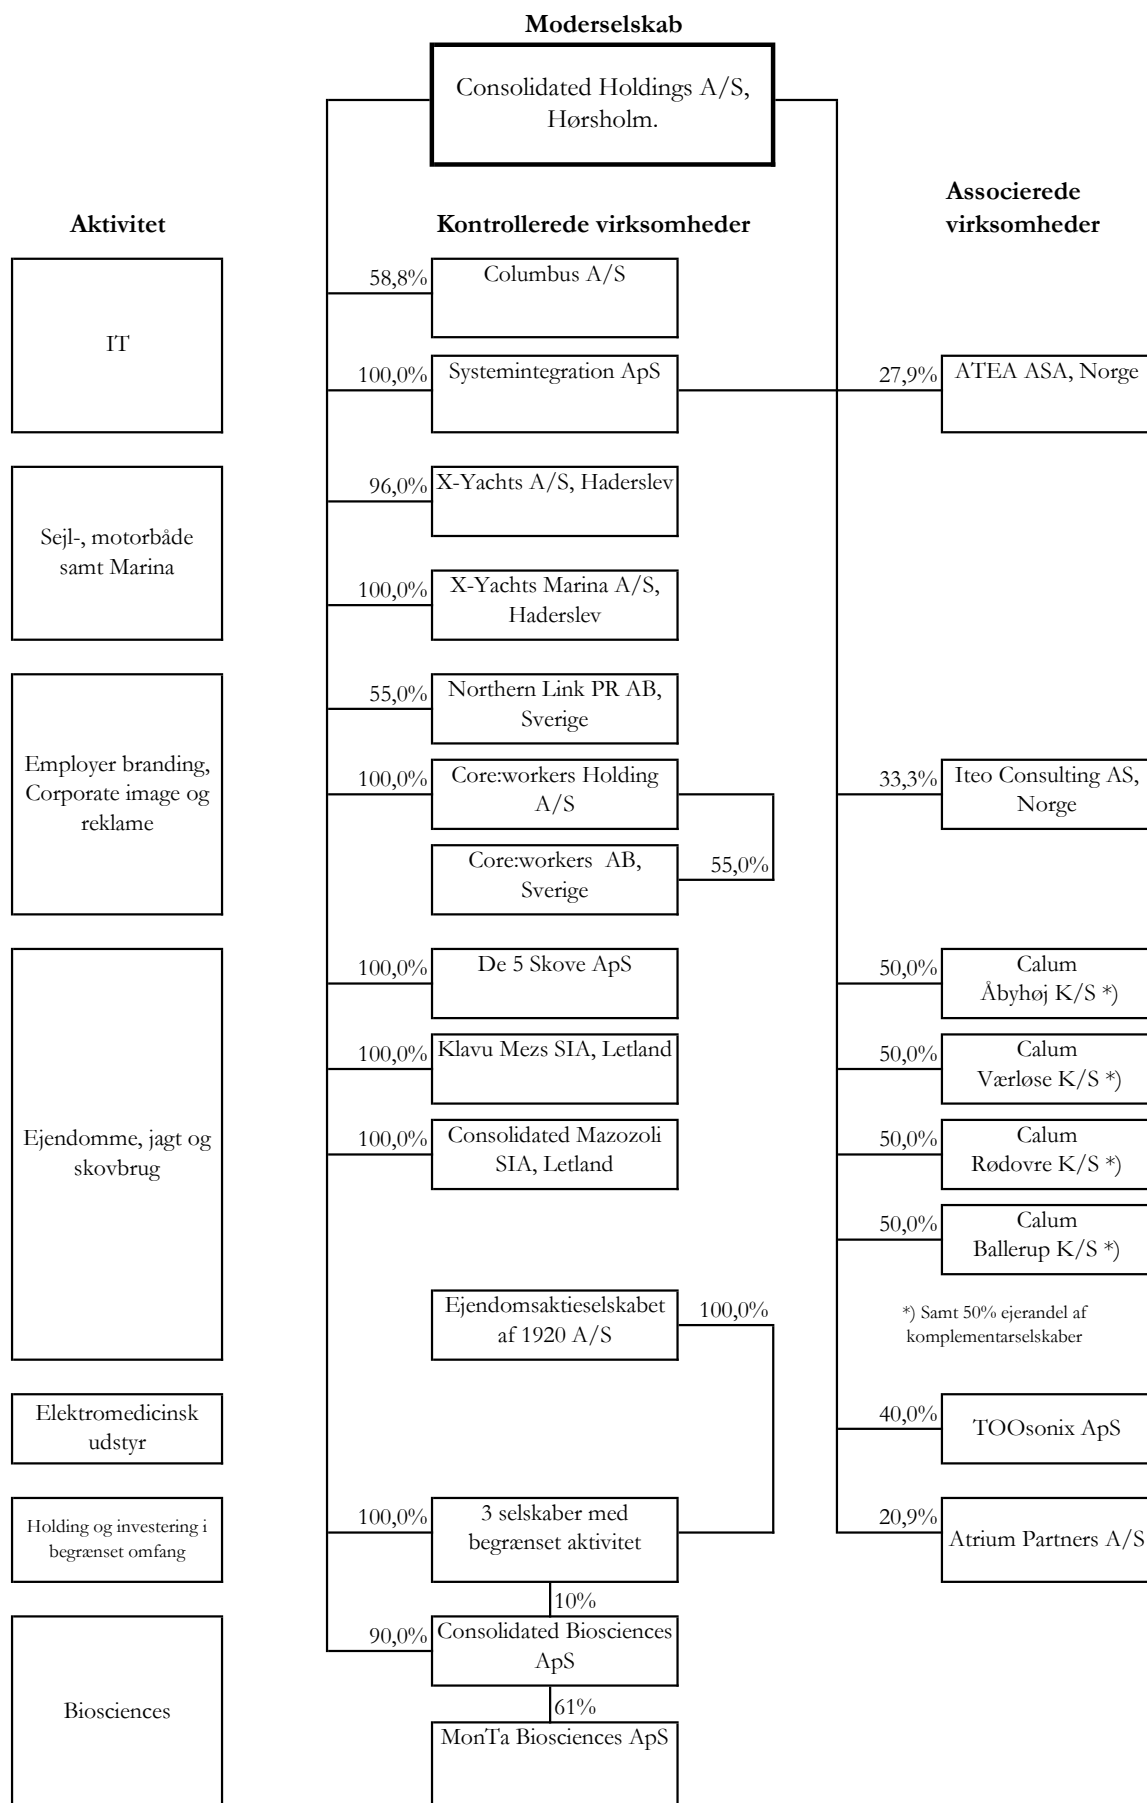 Moderselskab
Consolidated Holdings A/S,
Hørsholm.
Aktivitet
Kontrollerede virksomheder
Associerede
virksomheder
IT
58,8%
Columbus A/S
100,0%
Systemintegration ApS
27,9%
ATEA ASA, Norge
Sejl-, motorbåde
samt Marina
96,0%
X-Yachts A/S, Haderslev
100,0%
X-Yachts Marina A/S,
Haderslev
Employer branding,
Corporate image og
reklame
55,0%
Northern Link PR AB,
Sverige
100,0%
Core:workers Holding
A/S
33,3%
Iteo Consulting AS,
Norge
Core:workers  AB,
Sverige
55,0%
Ejendomme, jagt og
skovbrug
100,0%
De 5 Skove ApS
50,0%
Calum
Åbyhøj K/S *)
100,0%
Klavu Mezs SIA, Letland
50,0%
Calum
Værløse K/S *)
100,0%
Consolidated Mazozoli
SIA, Letland
50,0%
Calum
Rødovre K/S *)
50,0%
Calum
Ballerup K/S *)
Ejendomsaktieselskabet
af 1920 A/S
100,0%
*) Samt 50% ejerandel af
komplementarselskaber
Elektromedicinsk
udstyr
40,0%
TOOsonix ApS
Holding og investering i
begrænset omfang
100,0%
3 selskaber med
begrænset aktivitet
20,9%
Atrium Partners A/S
10%
Biosciences
90,0%
Consolidated Biosciences
ApS
61%
MonTa Biosciences ApS